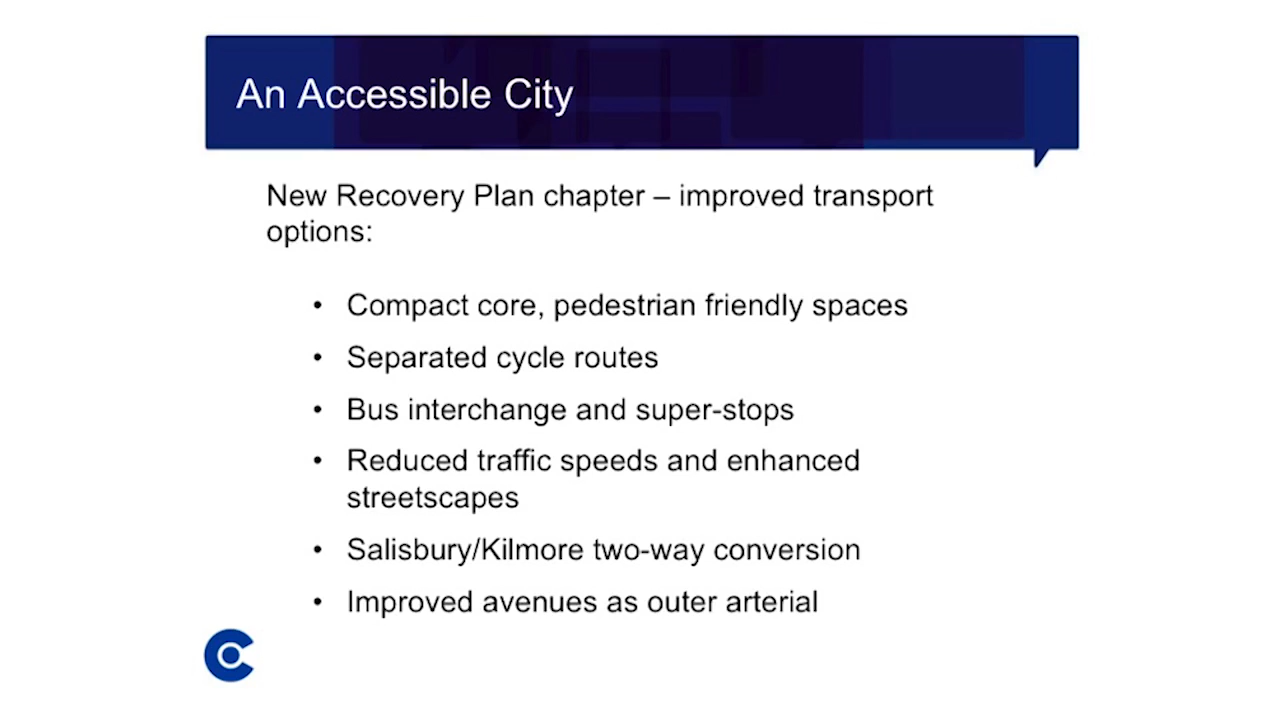 An Accessible City
New Recovery Plan chapter – improved transport
options:
• Compact core, pedestrian friendly spaces
• Separated cycle routes
• Bus interchange and super-stops
• Reduced traffic speeds and enhanced
streetscapes
• Salisbury/Kilmore two-way conversion
• Improved avenues as outer arterial